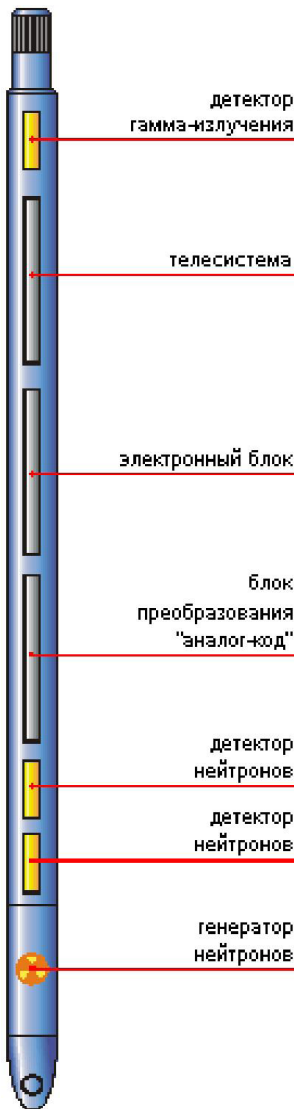 детектор
гамма-излучения
телесистема
электронный блок
блок
преобразования
"аналог-код"
детектор
нейтронов
детектор
нейтронов
генератор
нейтронов